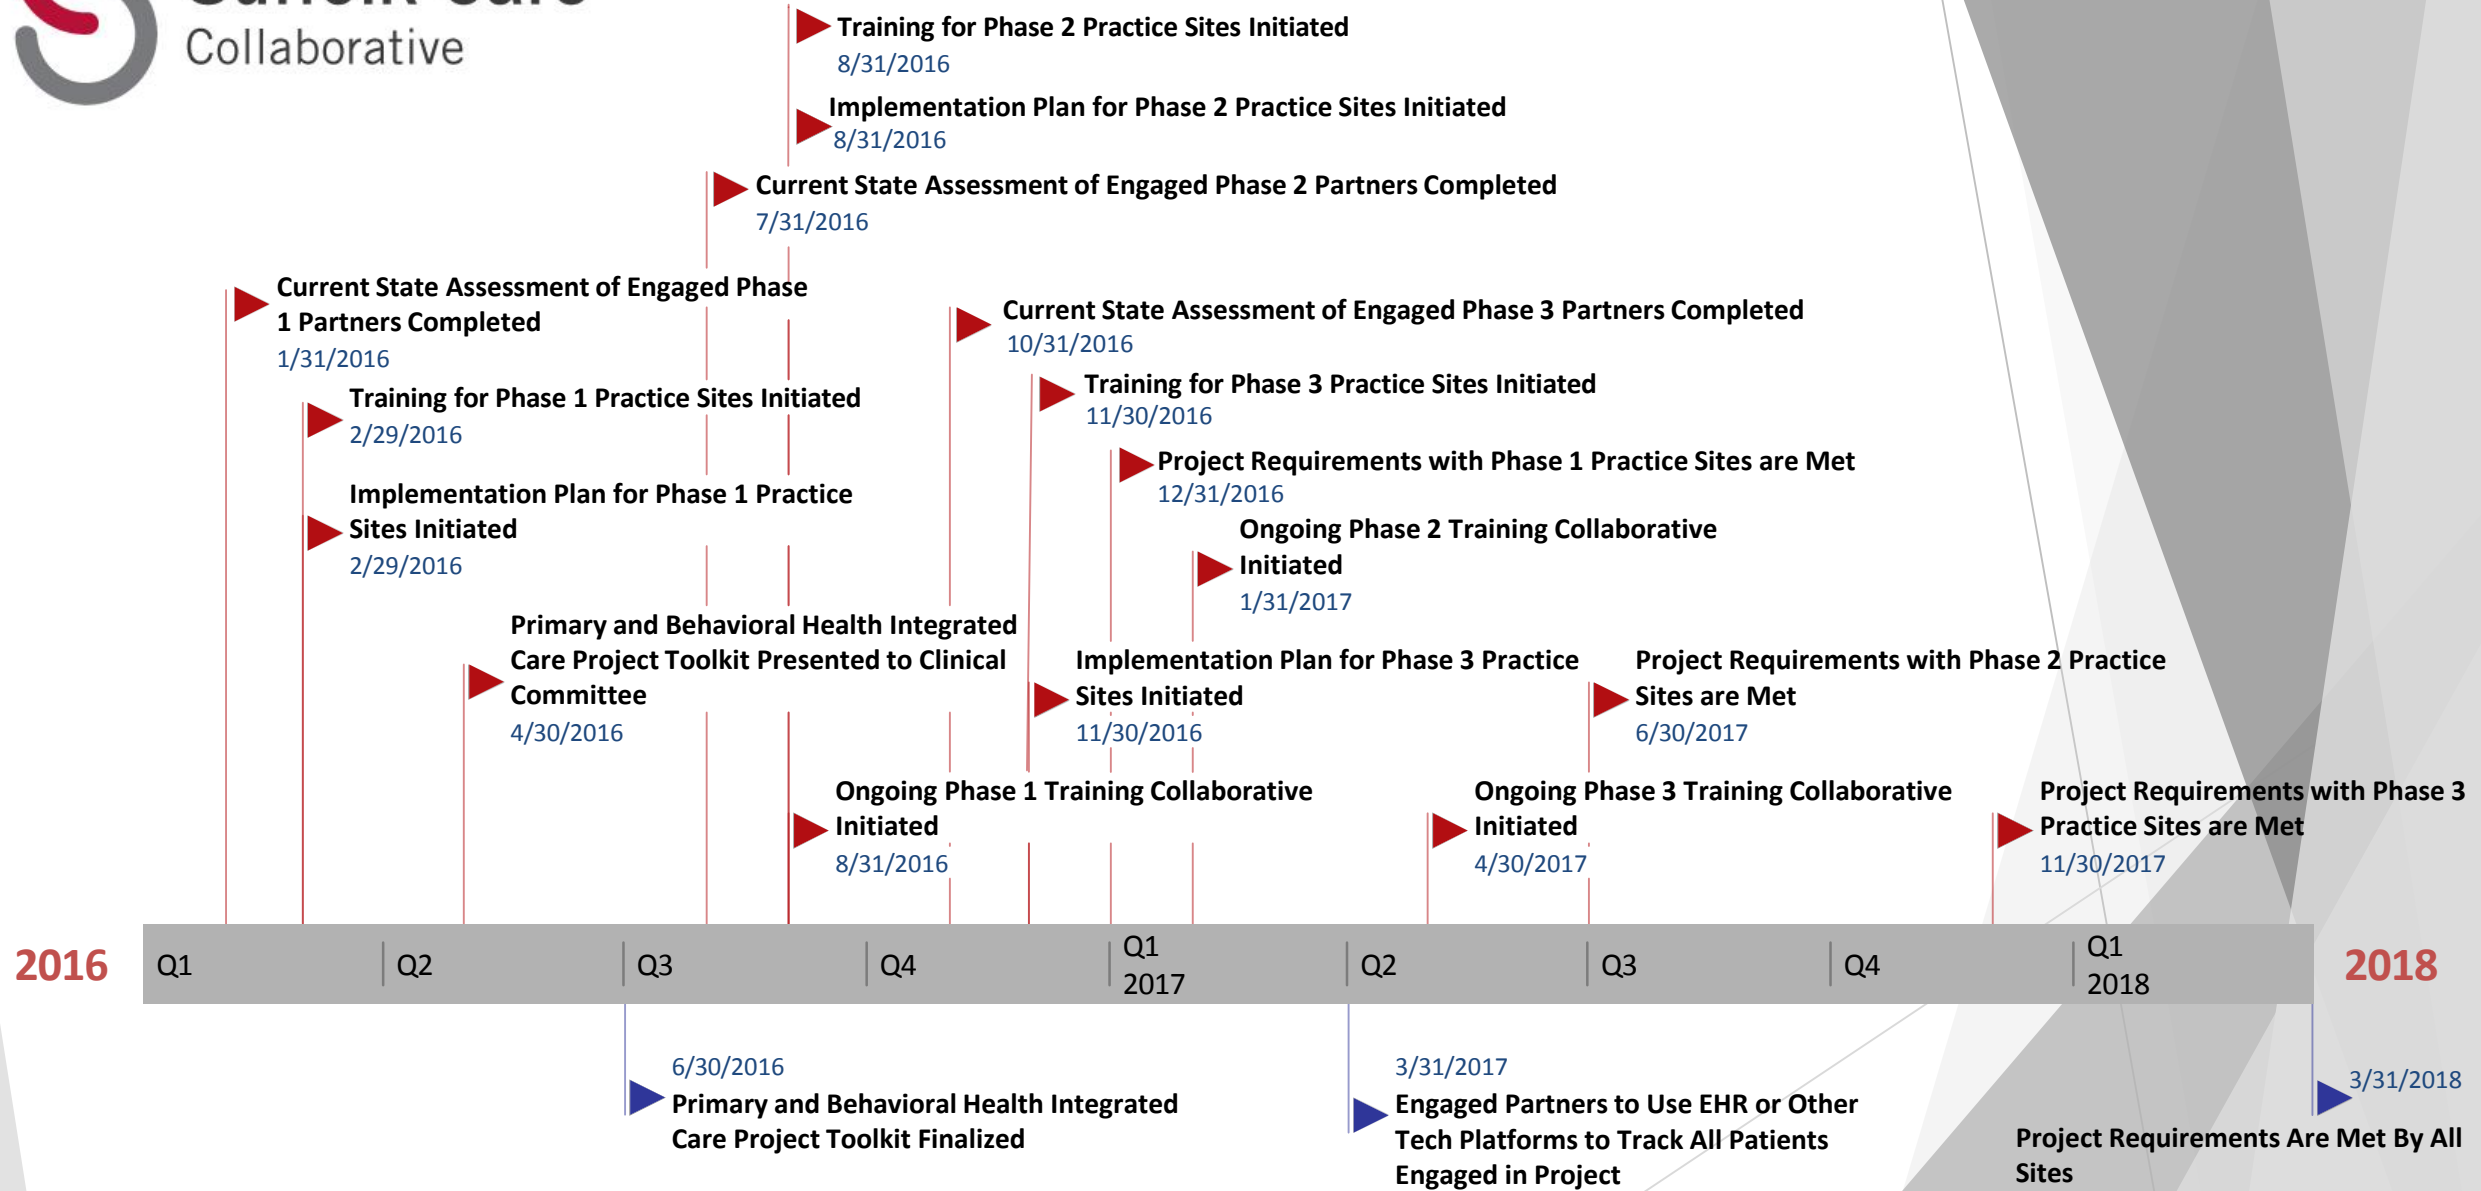 Collaborative
Training for Phase 2 Practice Sites Initiated
8/31/2016
Implementation Plan for Phase 2 Practice Sites Initiated
8/31/2016
Current State Assessment of Engaged Phase 2 Partners Completed
7/31/2016
Current State Assessment of Engaged Phase
1 Partners Completed
1/31/2016
Current State Assessment of Engaged Phase 3 Partners Completed
10/31/2016
Training for Phase 1 Practice Sites Initiated
2/29/2016
Training for Phase 3 Practice Sites Initiated
11/30/2016
Project Requirements with Phase 1 Practice Sites are Met
12/31/2016
Implementation Plan for Phase 1 Practice
Sites Initiated
2/29/2016
Ongoing Phase 2 Training Collaborative
Initiated
1/31/2017
Primary and Behavioral Health Integrated
Care Project Toolkit Presented to Clinical
Committee
4/30/2016
Implementation Plan for Phase 3 Practice
Sites Initiated
11/30/2016
Project Requirements with Phase 2 Practice
Sites are Met
6/30/2017
Ongoing Phase 1 Training Collaborative
Initiated
8/31/2016
Ongoing Phase 3 Training Collaborative
Initiated
4/30/2017
Project Requirements with Phase 3
Practice Sites are Met
11/30/2017
2016
Q1
Q2
Q3
Q4
Q1
2017
Q2
Q3
Q4
Q1
2018
2018
6/30/2016
Primary and Behavioral Health Integrated
Care Project Toolkit Finalized
3/31/2017
Engaged Partners to Use EHR or Other
Tech Platforms to Track All Patients
Engaged in Project
3/31/2018
Project Requirements Are Met By All
Sites